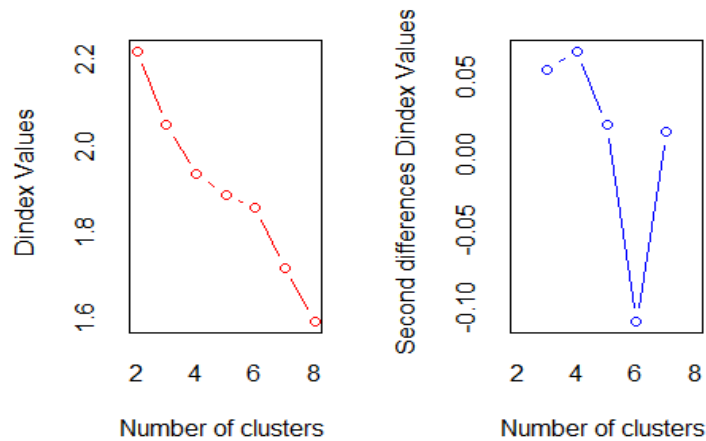 Dindex Values
2.2
2.0
1.8
1.6
2 4 6 8
Number of clusters
Second differences Dindex Values
0.05
0.00
-0.05
-0.10
2 4 6 8
Number of clusters